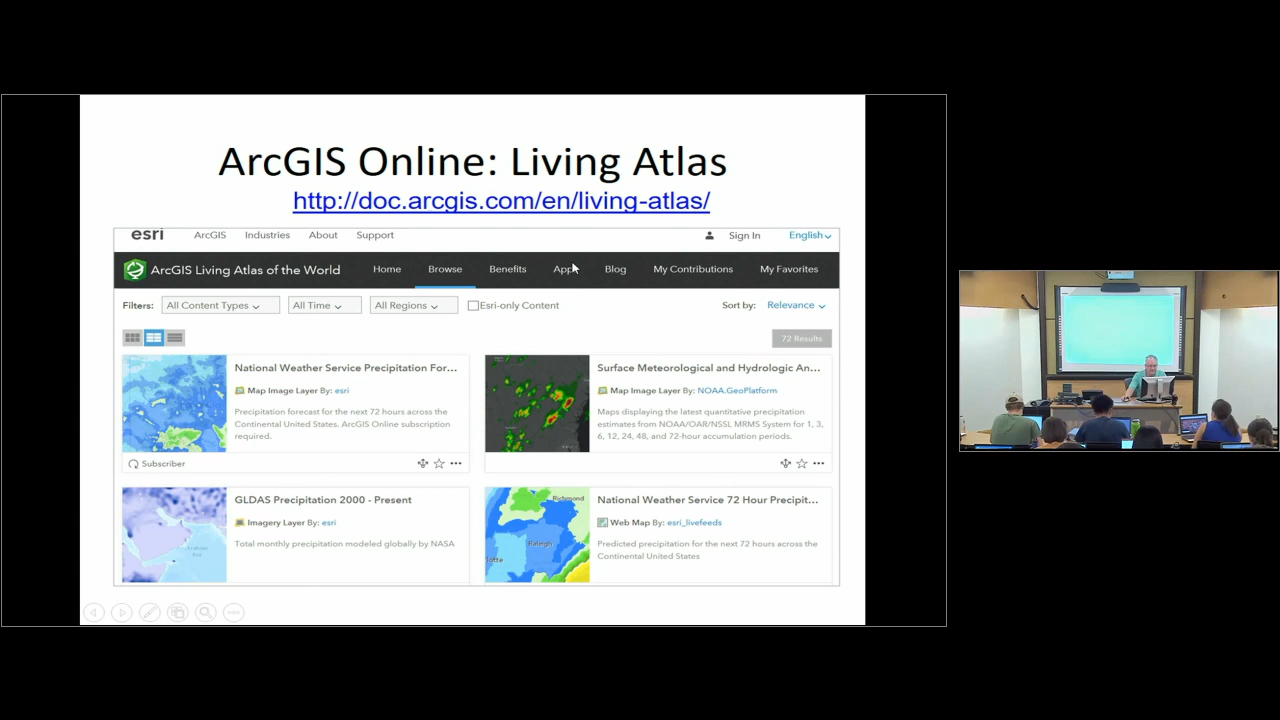 ArcGIS Online: Living Atlas
http://doc.arcgis.com/en/living-atlas/
esri ArcGIS Industries About Support Sign In English
ArcGIS Living Atlas of the World Home Browse Benefits Apps Blog My Contributions My Favorites
Filters: All Content Types All Time All Regions Esri-only Content Sort by: Relevance
72 Results
National Weather Service Precipitation For...
Map Image Layer By: esri
Precipitation forecast for the next 72 hours across the
Continental United States. ArcGIS Online subscription
required.
Subscriber
Surface Meteorological and Hydrologic An...
Map Image Layer By: NOAA.GeoPlatform
Maps displaying the latest quantitative precipitation
estimates from NOAA/OAR/NSSL MRMS System for 1, 3,
6, 12, 24, 48, and 72-hour accumulation periods.
GLDAS Precipitation 2000 - Present
Imagery Layer By: esri
Total monthly precipitation modeled globally by NASA
Arabian
Sea
National Weather Service 72 Hour Precipit...
Web Map By: esri_livefeeds
Predicted precipitation for the next 72 hours across the
Continental United States
Richmond
Raleigh
lotte